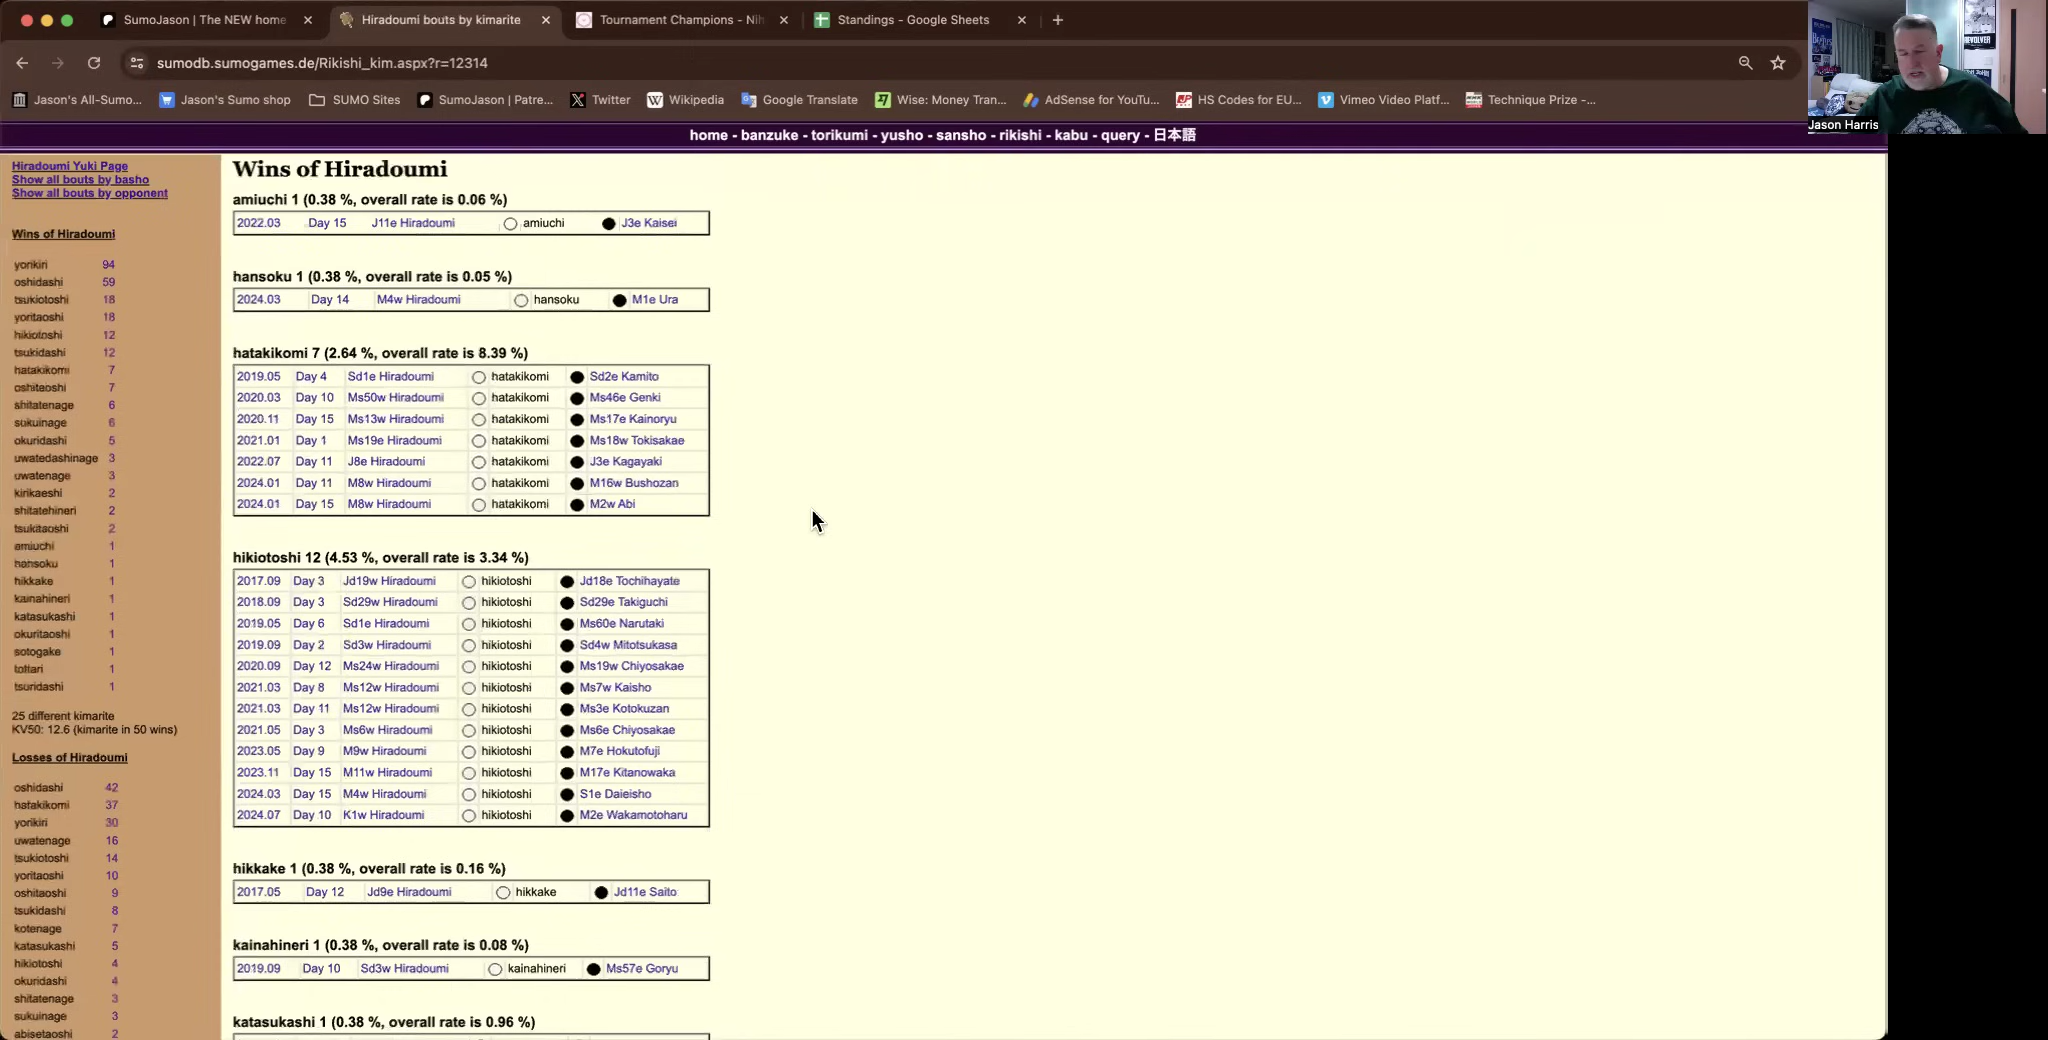 SumoJason | The NEW home
Hiradoumi bouts by kimarite
Tournament Champions - Nih
Standings - Google Sheets
sumodb.sumogames.de/Rikishi_kim.aspx?r=12314
Jason's All-Sumo...
Jason's Sumo shop
SUMO Sites
SumoJason | Patre...
Twitter
Wikipedia
Google Translate
Wise: Money Tran...
AdSense for YouTu...
HS Codes for EU...
Vimeo Video Platf...
Technique Prize -...
REVOLVER
Jason Harris
home - banzuke - torikumi - yusho - sansho - rikishi - kabu - query - 日本語
Hiradoumi Yuki Page
Show all bouts by basho
Show all bouts by opponent
Wins of Hiradoumi
yorikiri 94
oshidashi 59
tsukiotoshi 18
yoritaoshi 18
hikiotoshi 12
tsukidashi 12
hatakikomi 7
oshitaoshi 7
shitatenage 6
sukuinage 6
okuridashi 5
uwatedashinage 3
uwatenage 3
kirikaeshi 2
shitatehineri 2
tsukitaoshi 2
amiuchi 1
hansoku 1
hikkake 1
kainahineri 1
katasukashi 1
okuritaoshi 1
sotogake 1
tottari 1
tsuridashi 1
25 different kimarite
KV50: 12.6 (kimarite in 50 wins)
Losses of Hiradoumi
oshidashi 42
hatakikomi 37
yorikiri 30
uwatenage 16
tsukiotoshi 14
yoritaoshi 10
oshitaoshi 9
tsukidashi 8
kotenage 7
katasukashi 5
hikiotoshi 4
okuridashi 4
shitatenage 3
sukuinage 3
abisetaoshi 2
Wins of Hiradoumi
amiuchi 1 (0.38 %, overall rate is 0.06 %)
2022.03 Day 15 J11e Hiradoumi amiuchi J3e Kaisei
hansoku 1 (0.38 %, overall rate is 0.05 %)
2024.03 Day 14 M4w Hiradoumi hansoku M1e Ura
hatakikomi 7 (2.64 %, overall rate is 8.39 %)
2019.05 Day 4 Sd1e Hiradoumi hatakikomi Sd2e Kamito
2020.03 Day 10 Ms50w Hiradoumi hatakikomi Ms46e Genki
2020.11 Day 15 Ms13w Hiradoumi hatakikomi Ms17e Kainoryu
2021.01 Day 1 Ms19e Hiradoumi hatakikomi Ms18w Tokisakae
2022.07 Day 11 J8e Hiradoumi hatakikomi J3e Kagayaki
2024.01 Day 11 M8w Hiradoumi hatakikomi M16w Bushozan
2024.01 Day 15 M8w Hiradoumi hatakikomi M2w Abi
hikiotoshi 12 (4.53 %, overall rate is 3.34 %)
2017.09 Day 3 Jd19w Hiradoumi hikiotoshi Jd18e Tochihayate
2018.09 Day 3 Sd29w Hiradoumi hikiotoshi Sd29e Takiguchi
2019.05 Day 6 Sd1e Hiradoumi hikiotoshi Ms60e Narutaki
2019.09 Day 2 Sd3w Hiradoumi hikiotoshi Sd4w Mitotsukasa
2020.09 Day 12 Ms24w Hiradoumi hikiotoshi Ms19w Chiyosakae
2021.03 Day 8 Ms12w Hiradoumi hikiotoshi Ms7w Kaisho
2021.03 Day 11 Ms12w Hiradoumi hikiotoshi Ms3e Kotokuzan
2021.05 Day 3 Ms6w Hiradoumi hikiotoshi Ms6e Chiyosakae
2023.05 Day 9 M9w Hiradoumi hikiotoshi M7e Hokutofuji
2023.11 Day 15 M11w Hiradoumi hikiotoshi M17e Kitanowaka
2024.03 Day 15 M4w Hiradoumi hikiotoshi S1e Daieisho
2024.07 Day 10 K1w Hiradoumi hikiotoshi M2e Wakamotoharu
hikkake 1 (0.38 %, overall rate is 0.16 %)
2017.05 Day 12 Jd9e Hiradoumi hikkake Jd11e Saito
kainahineri 1 (0.38 %, overall rate is 0.08 %)
2019.09 Day 10 Sd3w Hiradoumi kainahineri Ms57e Goryu
katasukashi 1 (0.38 %, overall rate is 0.96 %)